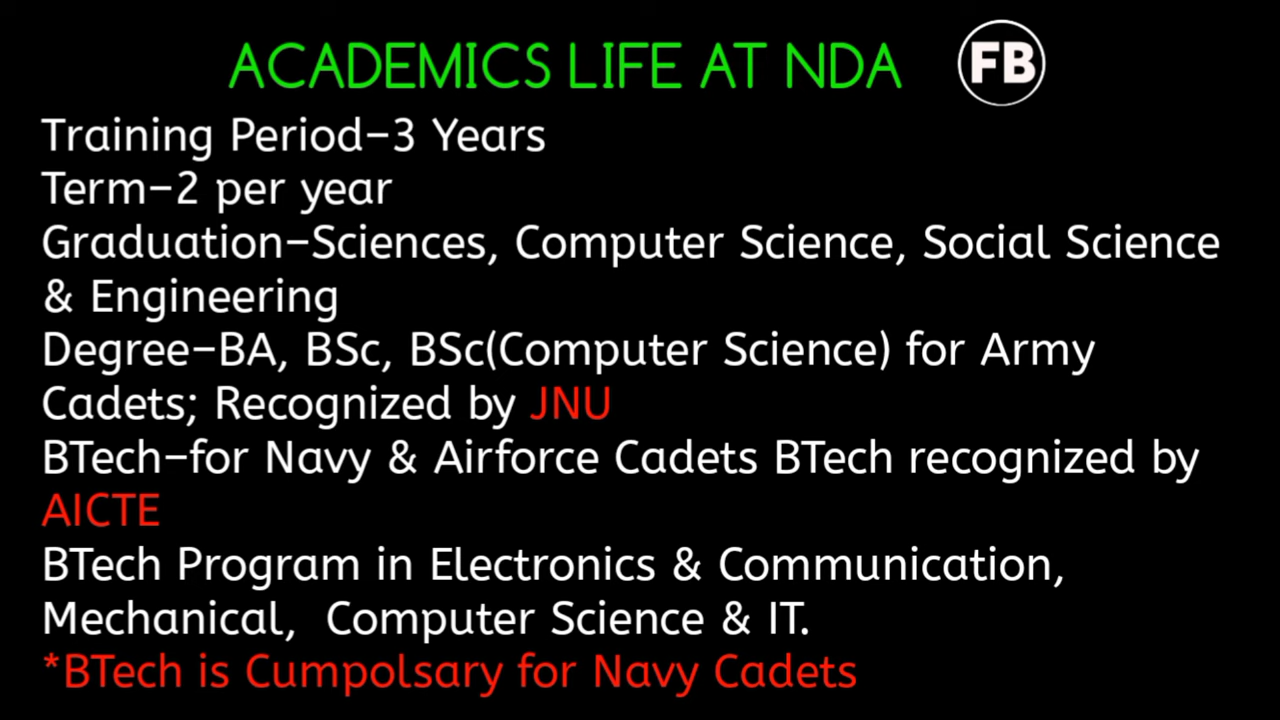 ACADEMICS LIFE AT NDA FB
Training Period–3 Years
Term–2 per year
Graduation–Sciences, Computer Science, Social Science
& Engineering
Degree–BA, BSc, BSc(Computer Science) for Army
Cadets; Recognized by JNU
BTech–for Navy & Airforce Cadets BTech recognized by
AICTE
BTech Program in Electronics & Communication,
Mechanical,  Computer Science & IT.
*BTech is Cumpolsary for Navy Cadets